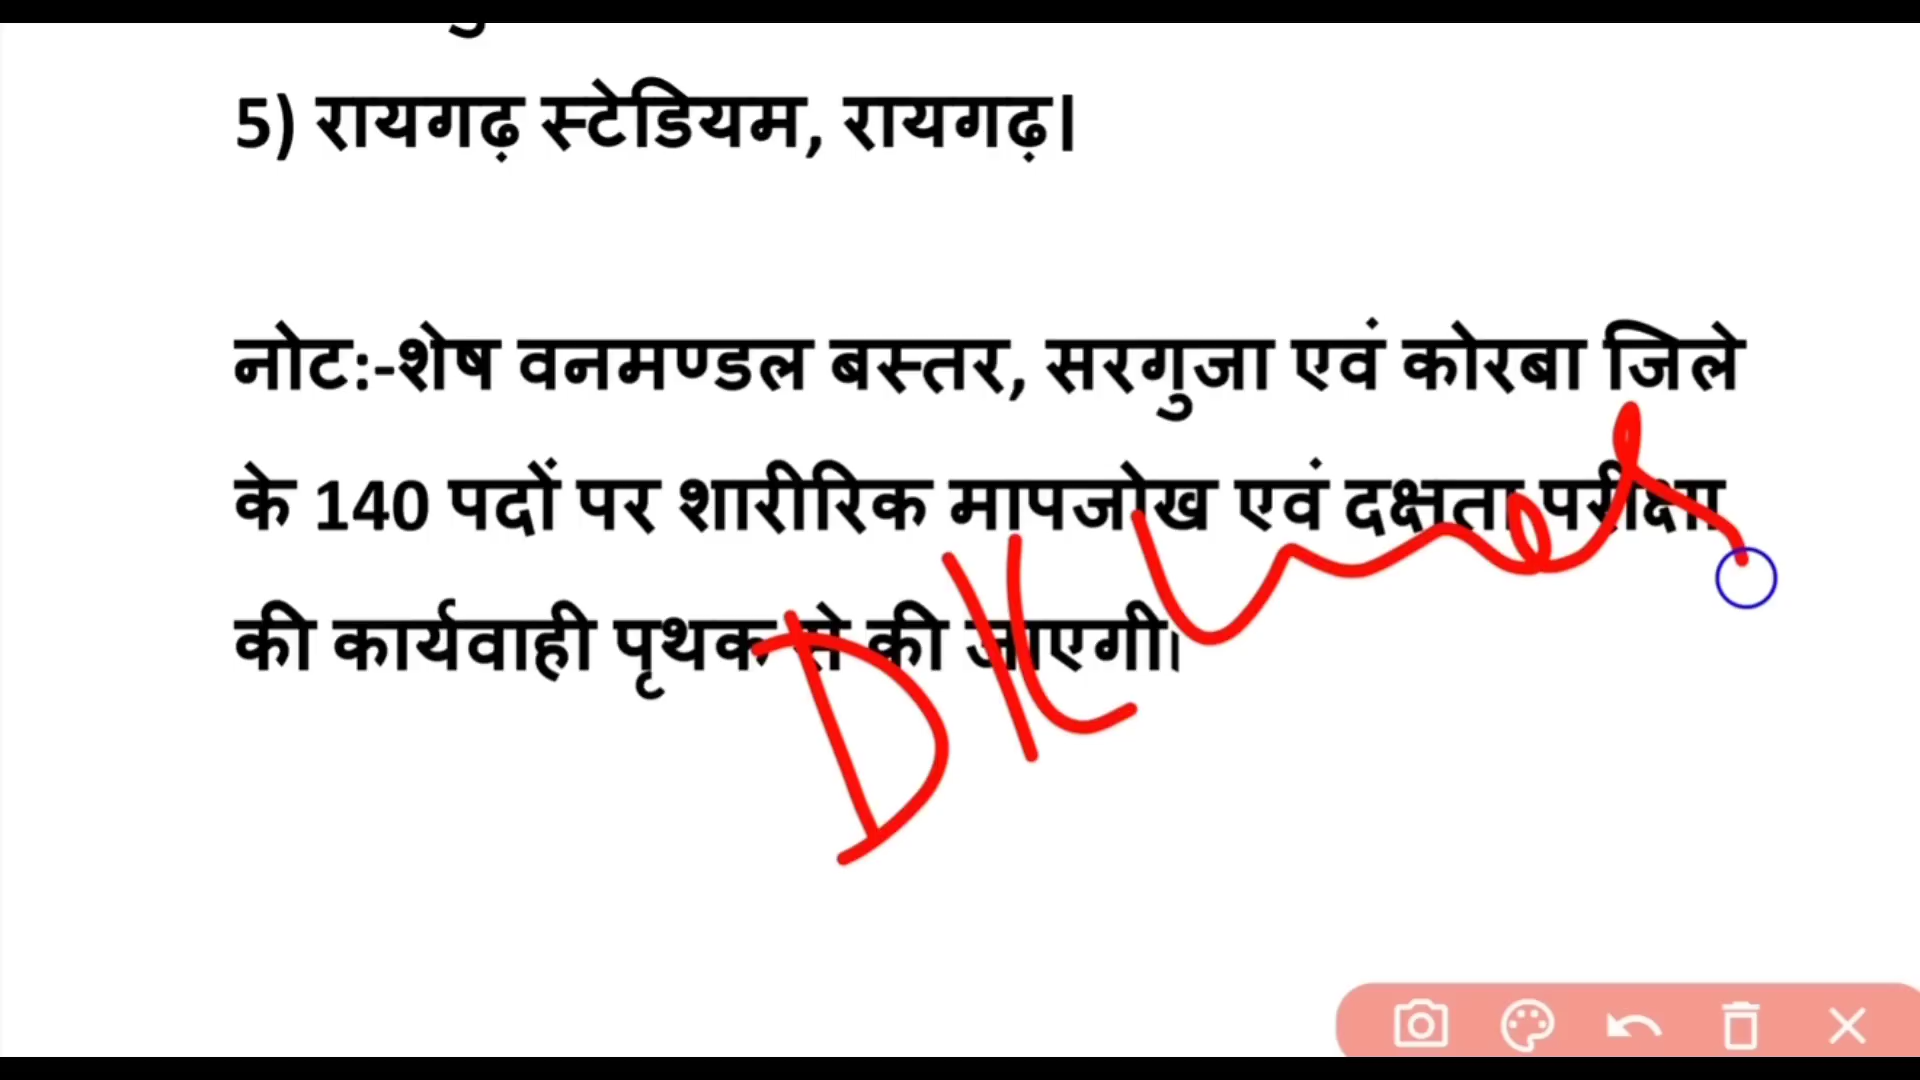 5) रायगढ़ स्टेडियम, रायगढ़।
नोट:-शेष वनमण्डल बस्तर, सरगुजा एवं कोरबा जिले
के 140 पदों पर शारीरिक मापजोख एवं दक्षता परीक्षा
की कार्यवाही पृथक से की जाएगी।
DK